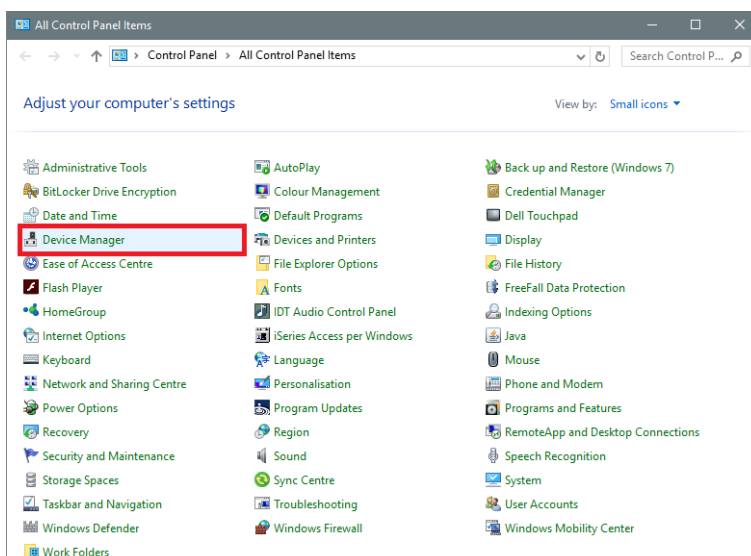 All Control Panel Items
Control Panel > All Control Panel Items
Search Control P...
Adjust your computer's settings
View by: Small icons
Administrative Tools
AutoPlay
Back up and Restore (Windows 7)
BitLocker Drive Encryption
Colour Management
Credential Manager
Date and Time
Default Programs
Dell Touchpad
Device Manager
Devices and Printers
Display
Ease of Access Centre
File Explorer Options
File History
Flash Player
Fonts
FreeFall Data Protection
HomeGroup
IDT Audio Control Panel
Indexing Options
Internet Options
iSeries Access per Windows
Java
Keyboard
Language
Mouse
Network and Sharing Centre
Personalisation
Phone and Modem
Power Options
Program Updates
Programs and Features
Recovery
Region
RemoteApp and Desktop Connections
Security and Maintenance
Sound
Speech Recognition
Storage Spaces
Sync Centre
System
Taskbar and Navigation
Troubleshooting
User Accounts
Windows Defender
Windows Firewall
Windows Mobility Center
Work Folders